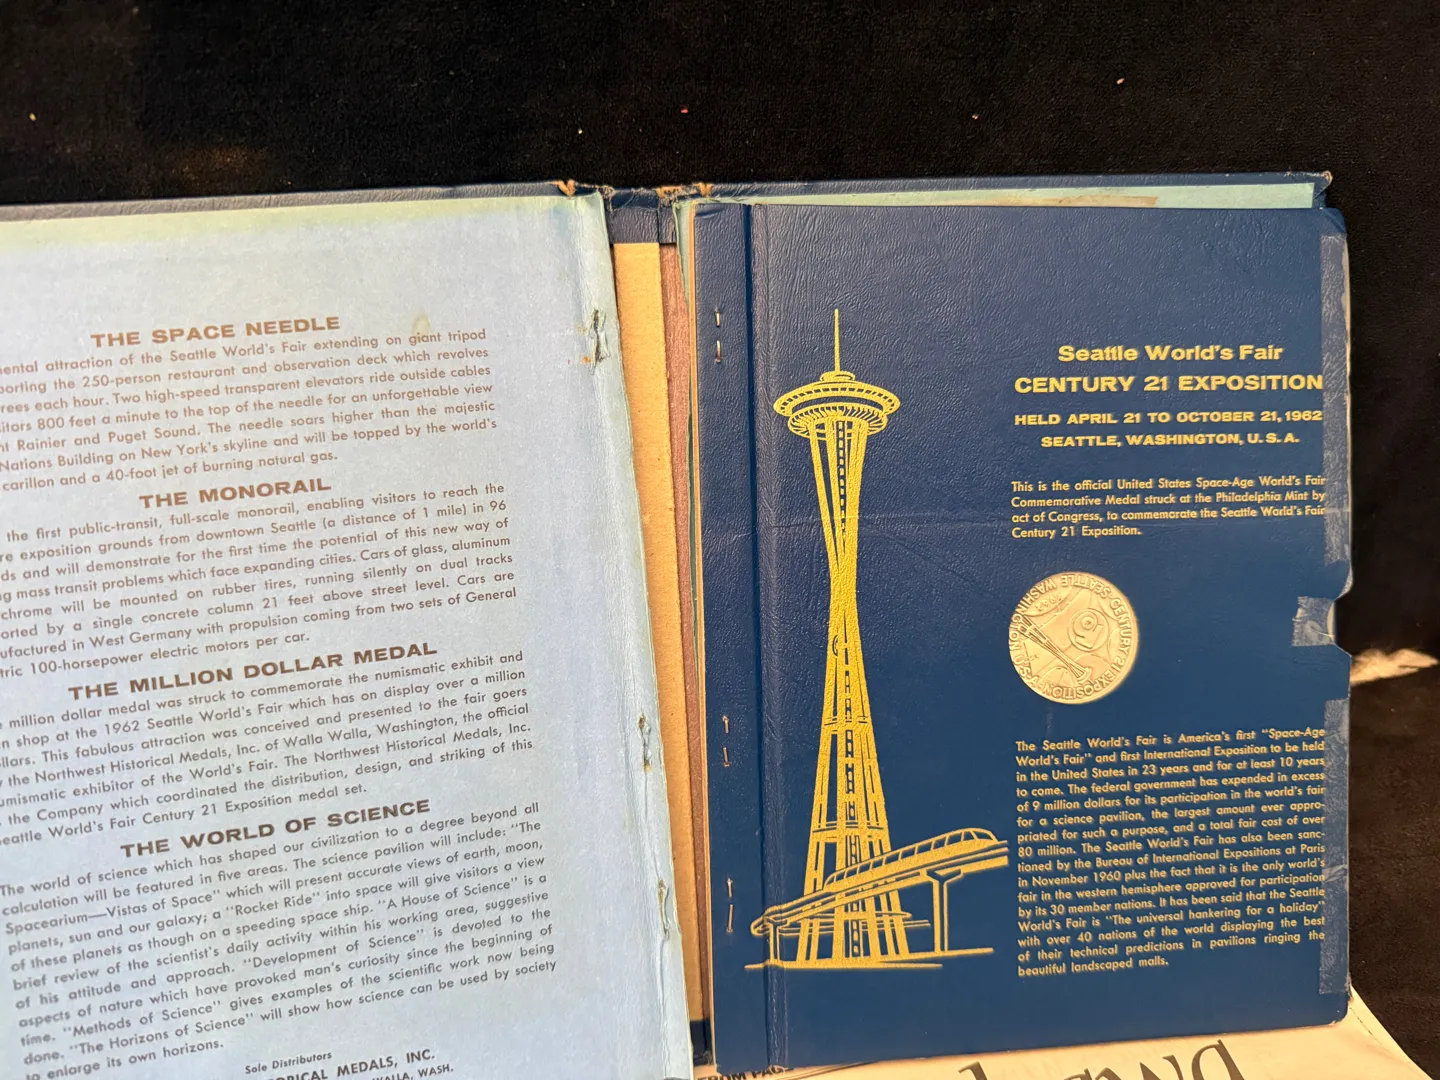 THE SPACE NEEDLE
ental attraction of the Seattle World's Fair extending on giant tripod
porting the 250-person restaurant and observation deck which revolves
rees each hour. Two high-speed transparent elevators ride outside cables
itors 800 feet a minute to the top of the needle for an unforgettable view
nt Rainier and Puget Sound. The needle soars higher than the majestic
Nations Building on New York's skyline and will be topped by the world's
carillon and a 40-foot jet of burning natural gas.
THE MONORAIL
the first public-transit, full-scale monorail, enabling visitors to reach the
re exposition grounds from downtown Seattle (a distance of 1 mile) in 96
ds and will demonstrate for the first time the potential of this new way of
ng mass transit problems which face expanding cities. Cars of glass, aluminum
chrome will be mounted on rubber tires, running silently on dual tracks
orted by a single concrete column 21 feet above street level. Cars are
ufactured in West Germany with propulsion coming from two sets of General
tric 100-horsepower electric motors per car.
THE MILLION DOLLAR MEDAL
million dollar medal was struck to commemorate the numismatic exhibit and
n shop at the 1962 Seattle World's Fair which has on display over a million
llars. This fabulous attraction was conceived and presented to the fair goers
y the Northwest Historical Medals, Inc. of Walla Walla, Washington, the official
umismatic exhibitor of the World's Fair. The Northwest Historical Medals, Inc.
the Company which coordinated the distribution, design, and striking of this
eattle World's Fair Century 21 Exposition medal set.
THE WORLD OF SCIENCE
The world of science which has shaped our civilization to a degree beyond all
calculation will be featured in five areas. The science pavilion will include: "The
Spacearium—Vistas of Space" which will present accurate views of earth, moon,
planets, sun and our galaxy; a "Rocket Ride" into space will give visitors a view
of these planets as though on a speeding space ship. "A House of Science" is a
brief review of the scientist's daily activity within his working area, suggestive
of his attitude and approach. "Development of Science" is devoted to the
aspects of nature which have provoked man's curiosity since the beginning of
time. "Methods of Science" gives examples of the scientific work now being
done. "The Horizons of Science" will show how science can be used by society
to enlarge its own horizons.
Sole Distributors
ORICAL MEDALS, INC.
WALLA, WASH.
Seattle World's Fair
CENTURY 21 EXPOSITION
HELD APRIL 21 TO OCTOBER 21, 1962
SEATTLE, WASHINGTON, U. S. A.
This is the official United States Space-Age World's Fair
Commemorative Medal struck at the Philadelphia Mint by
act of Congress, to commemorate the Seattle World's Fair
Century 21 Exposition.
CENTURY 21 EXPOSITION SEATTLE WASHINGTON U.S.A.
1962
The Seattle World's Fair is America's first "Space-Age
World's Fair" and first International Exposition to be held
in the United States in 23 years and for at least 10 years
to come. The federal government has expended in excess
of 9 million dollars for its participation in the world's fair
for a science pavilion, the largest amount ever appro-
priated for such a purpose, and a total fair cost of over
80 million. The Seattle World's Fair has also been sanc-
tioned by the Bureau of International Expositions at Paris
in November 1960 plus the fact that it is the only world's
fair in the western hemisphere approved for participation
by its 30 member nations. It has been said that the Seattle
World's Fair is "The universal hankering for a holiday"
with over 40 nations of the world displaying the best
of their technical predictions in pavilions ringing the
beautiful landscaped malls.
FROM PAGE